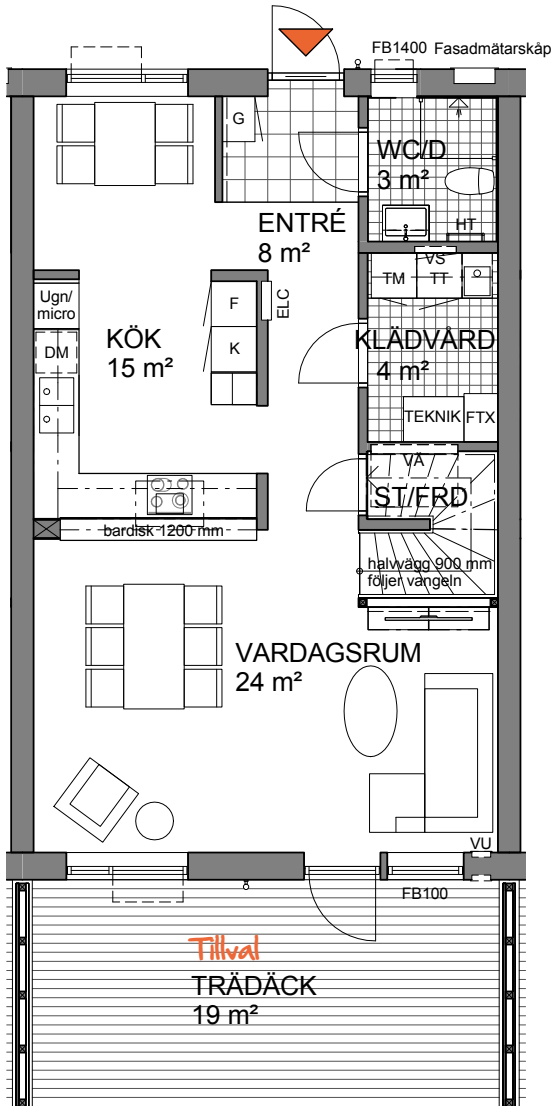 FB1400 Fasadmätarskåp
G
WC/D
3 m²
HT
ENTRÉ
8 m²
VS
TM
TT
Ugn/
micro
F
ELC
KÖK
15 m²
DM
K
KLÄDVÅRD
4 m²
TEKNIK
FTX
VÄ
ST/FRD
bardisk 1200 mm
halvvägg 900 mm
följer vangeln
VARDAGSRUM
24 m²
VU
FB100
Tillval
TRÄDÄCK
19 m²